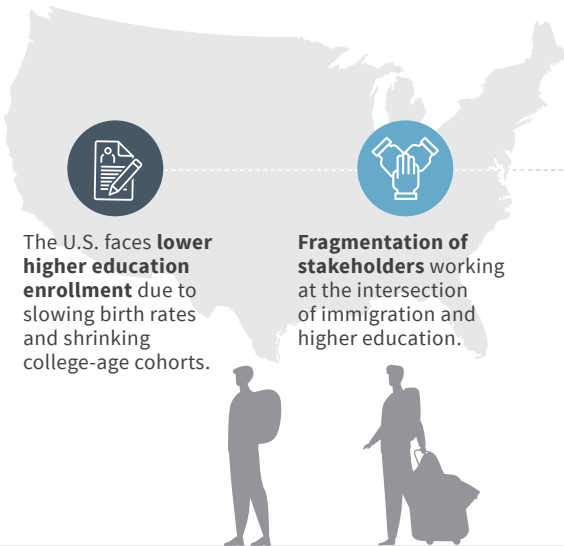 The U.S. faces lower
higher education
enrollment due to
slowing birth rates
and shrinking
college-age cohorts.
Fragmentation of
stakeholders working
at the intersection
of immigration and
higher education.